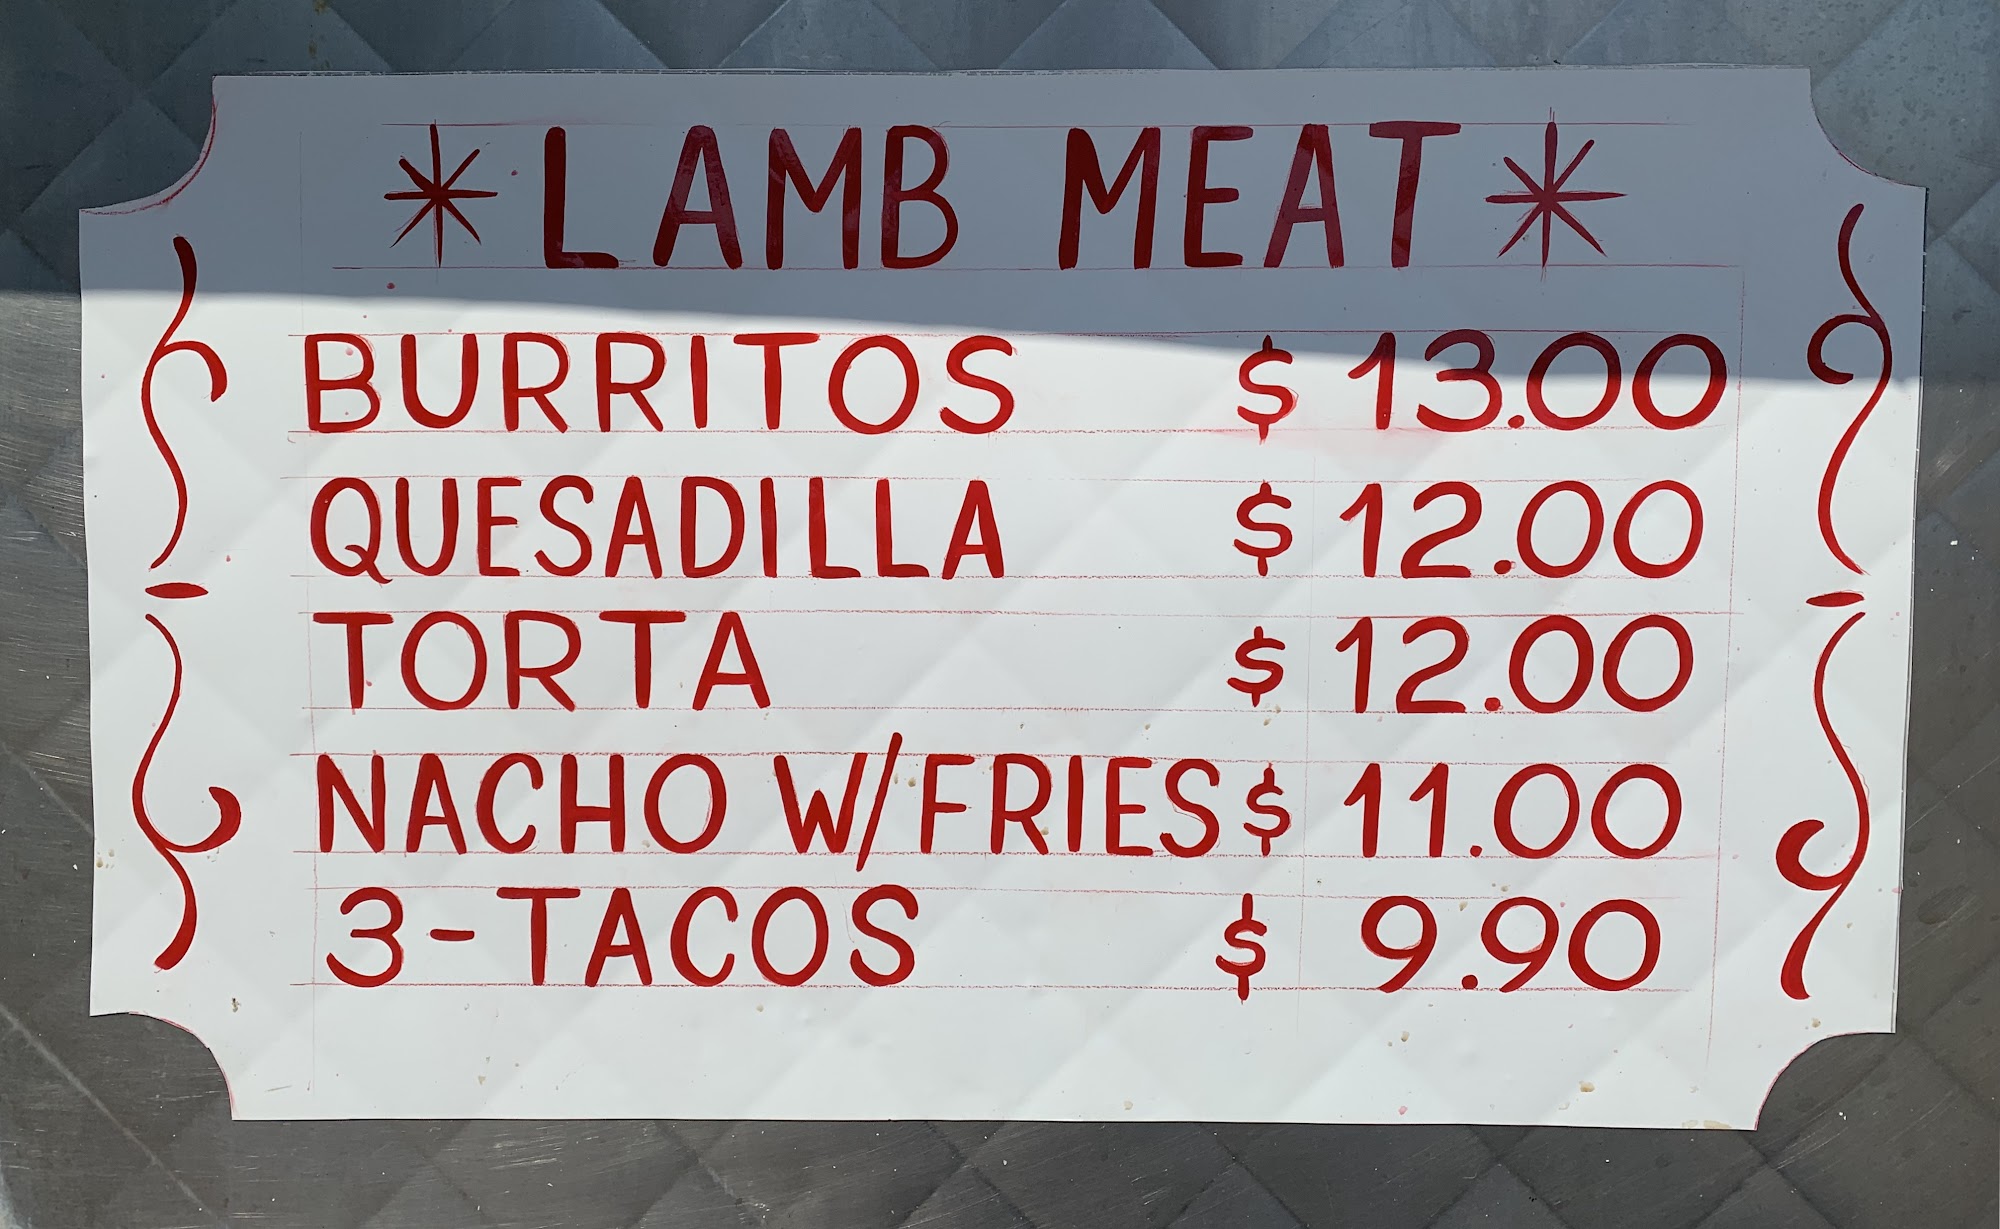 * LAMB MEAT *
BURRITOS $ 13.00
QUESADILLA $ 12.00
TORTA $ 12.00
NACHO W/FRIES $ 11.00
3-TACOS $ 9.90